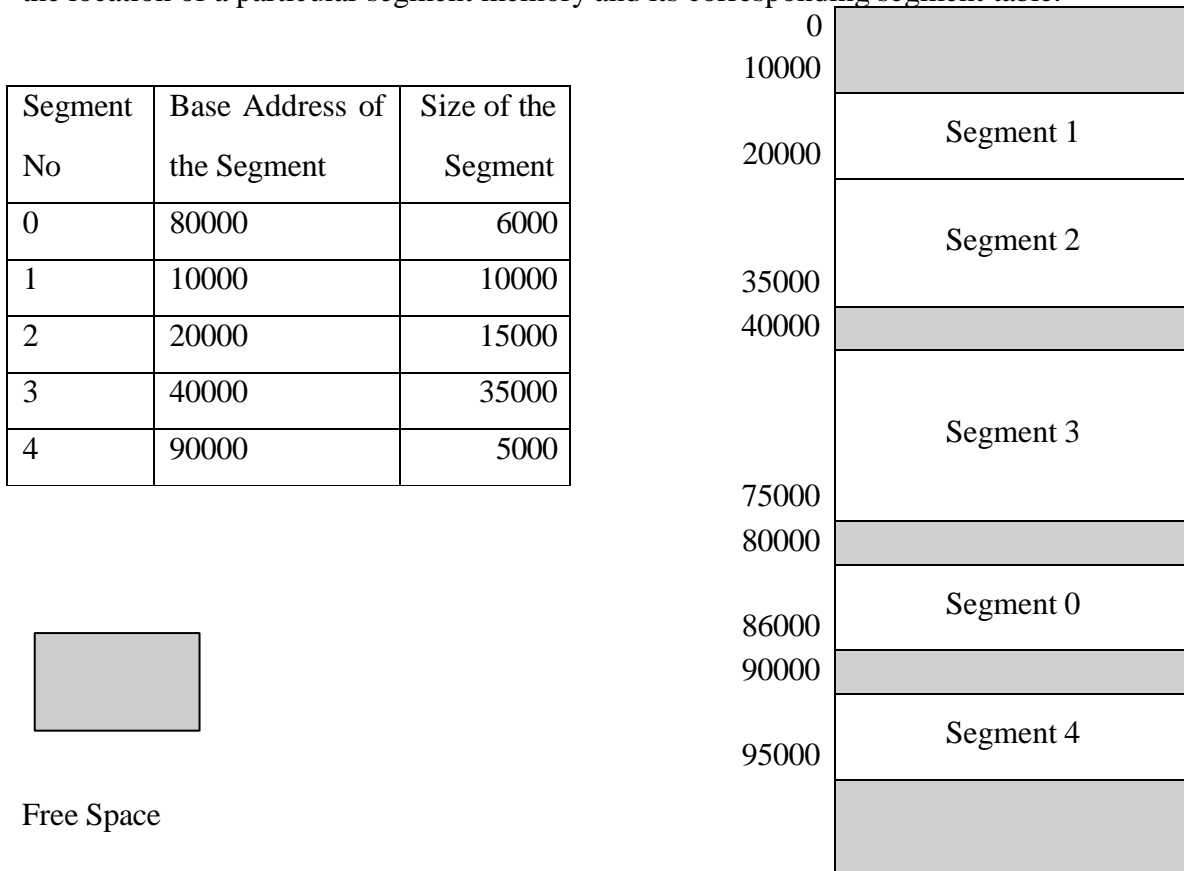 the location of a particular segment memory and its corresponding segment table.
Segment No
Base Address of the Segment
Size of the Segment
0 80000 6000
1 10000 10000
2 20000 15000
3 40000 35000
4 90000 5000
Free Space
0
10000
Segment 1
20000
Segment 2
35000
40000
Segment 3
75000
80000
Segment 0
86000
90000
Segment 4
95000